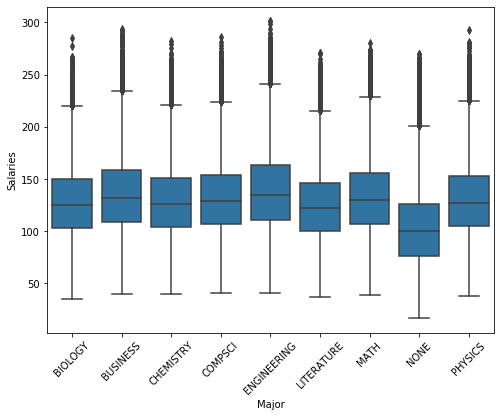 300
250
200
150
100
50
Salaries
BIOLOGY
BUSINESS
CHEMISTRY
COMPSCI
ENGINEERING
LITERATURE
MATH
NONE
PHYSICS
Major